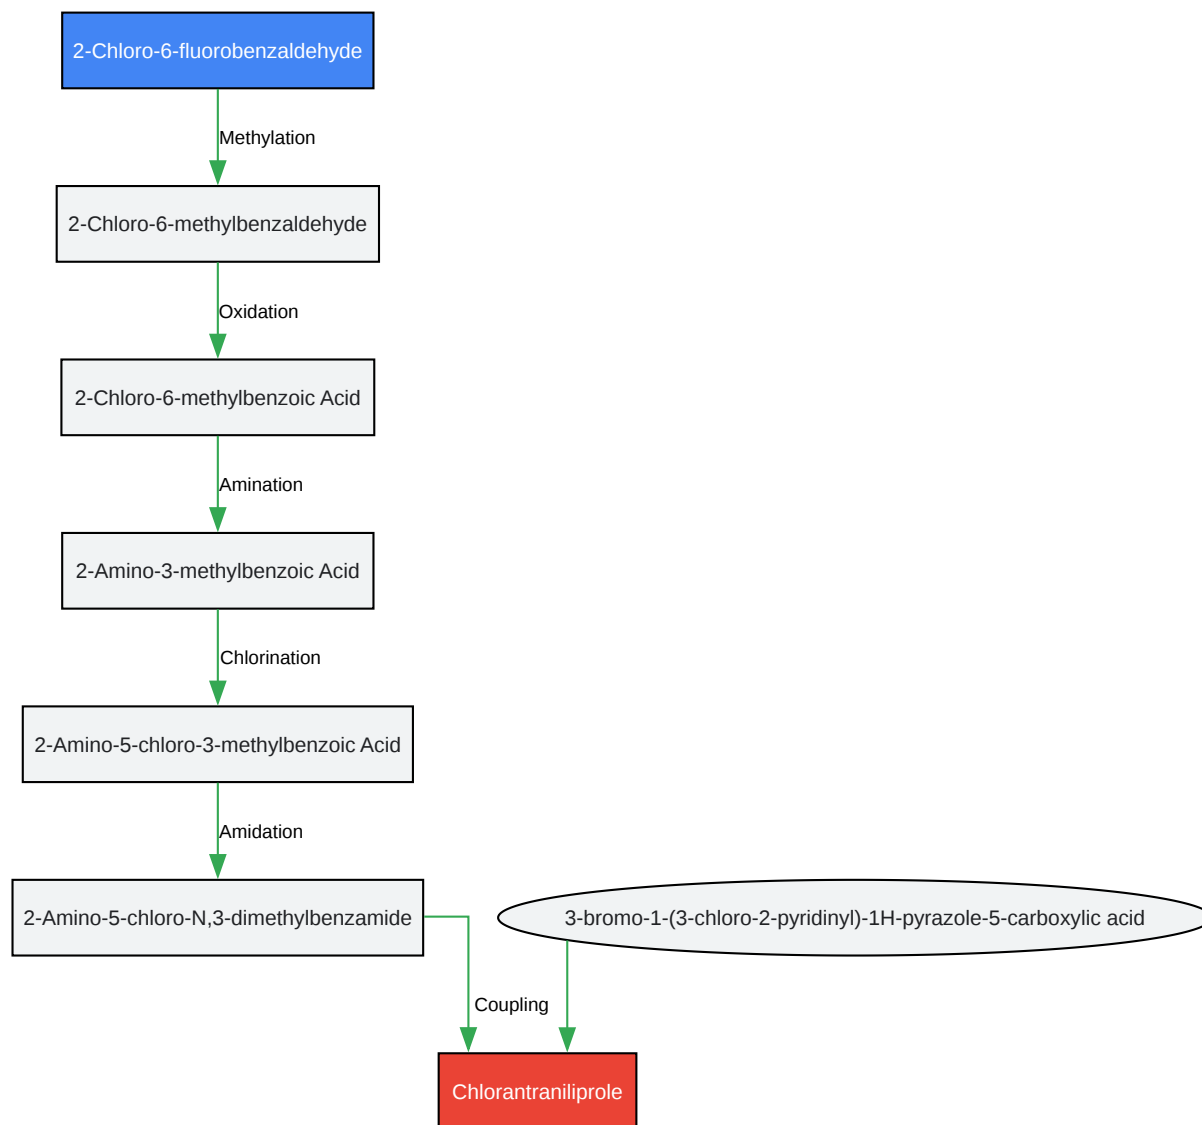 2-Chloro-6-fluorobenzaldehyde
Methylation
2-Chloro-6-methylbenzaldehyde
Oxidation
2-Chloro-6-methylbenzoic Acid
Amination
2-Amino-3-methylbenzoic Acid
Chlorination
2-Amino-5-chloro-3-methylbenzoic Acid
Amidation
2-Amino-5-chloro-N,3-dimethylbenzamide
3-bromo-1-(3-chloro-2-pyridinyl)-1H-pyrazole-5-carboxylic acid
Coupling
Chlorantraniliprole